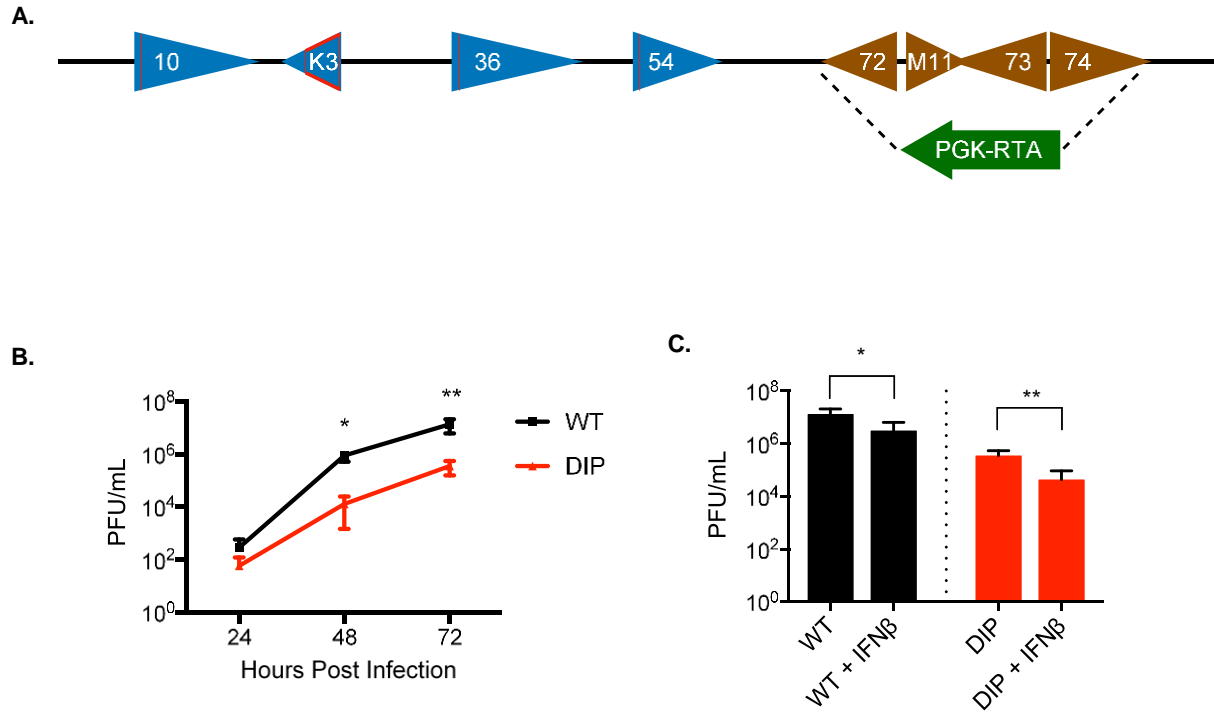 A.
10 K3 36 54 72 M11 73 74
PGK-RTA
B.
PFU/mL
10^8
10^6
10^4
10^2
10^0
24 48 72
Hours Post Infection
*
**
WT
DIP
C.
PFU/mL
10^8
10^6
10^4
10^2
10^0
*
**
WT
WT + IFNβ
DIP
DIP + IFNβ